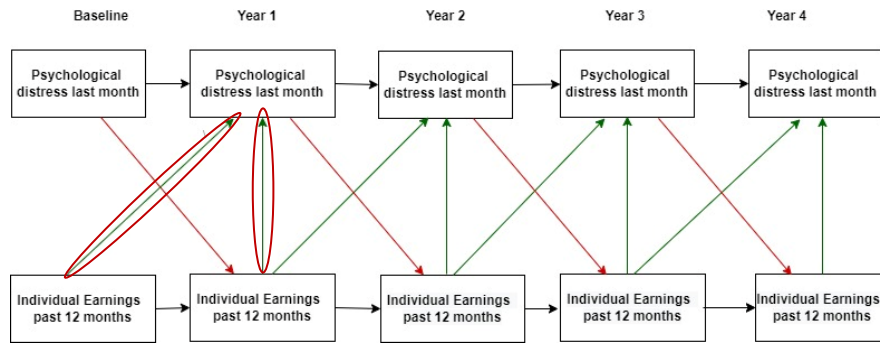 Baseline
Year 1
Year 2
Year 3
Year 4
Psychological
distress last month
Psychological
distress last month
Psychological
distress last month
Psychological
distress last month
Psychological
distress last month
Individual Earnings
past 12 months
Individual Earnings
past 12 months
Individual Earnings
past 12 months
Individual Earnings
past 12 months
Individual Earnings
past 12 months